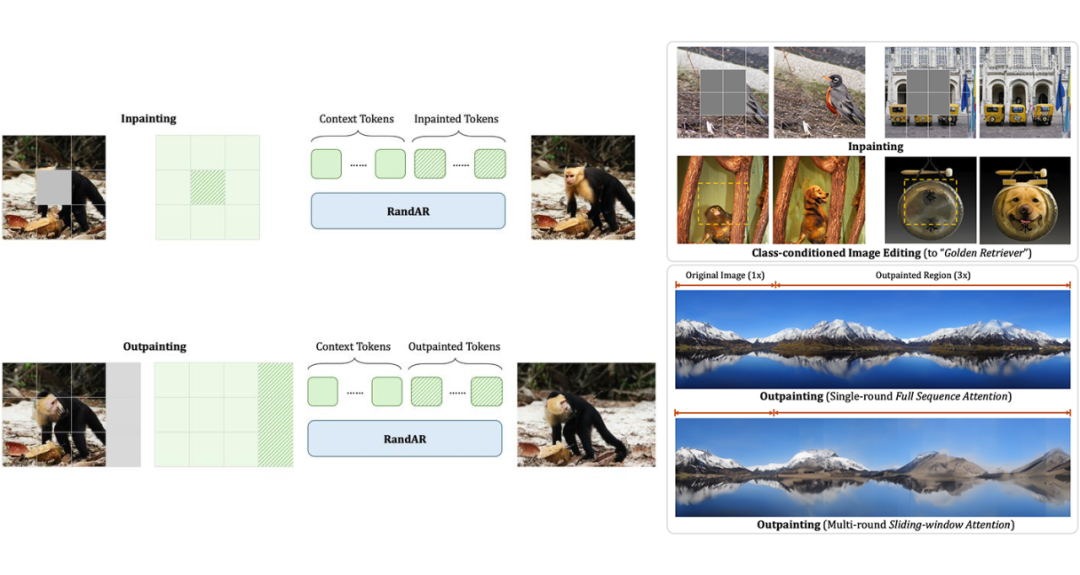 Inpainting
Context Tokens
Inpainted Tokens
......
......
RandAR
Outpainting
Context Tokens
Outpainted Tokens
......
......
RandAR
Inpainting
Class-conditioned Image Editing (to “Golden Retriever”)
Original Image (1x)
Outpainted Region (3x)
Outpainting (Single-round Full Sequence Attention)
Outpainting (Multi-round Sliding-window Attention)